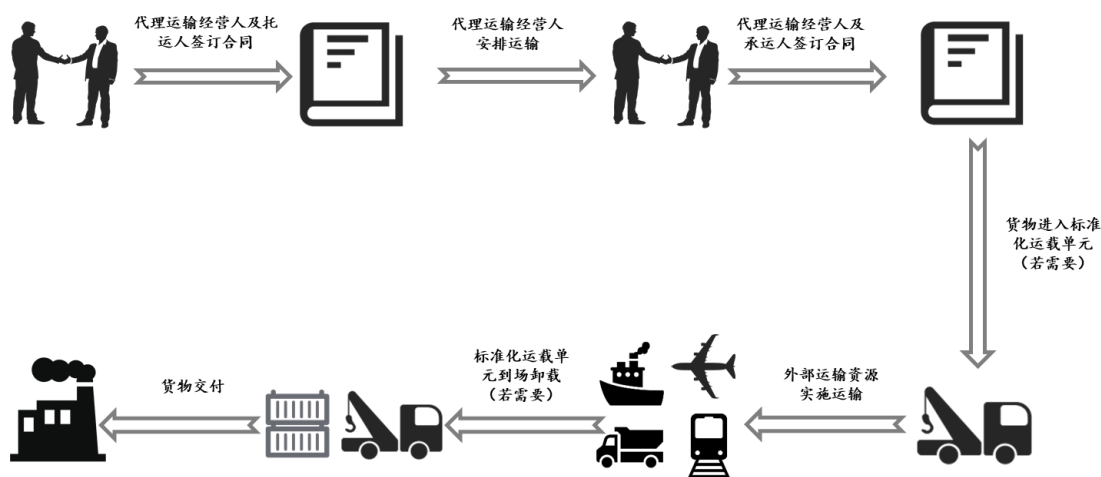 代理运输经营人及托
运人签订合同
代理运输经营人
安排运输
代理运输经营人及
承运人签订合同
货物进入标准
化运载单元
（若需要）
外部运输资源
实施运输
标准化运载单
元到场卸载
（若需要）
货物交付